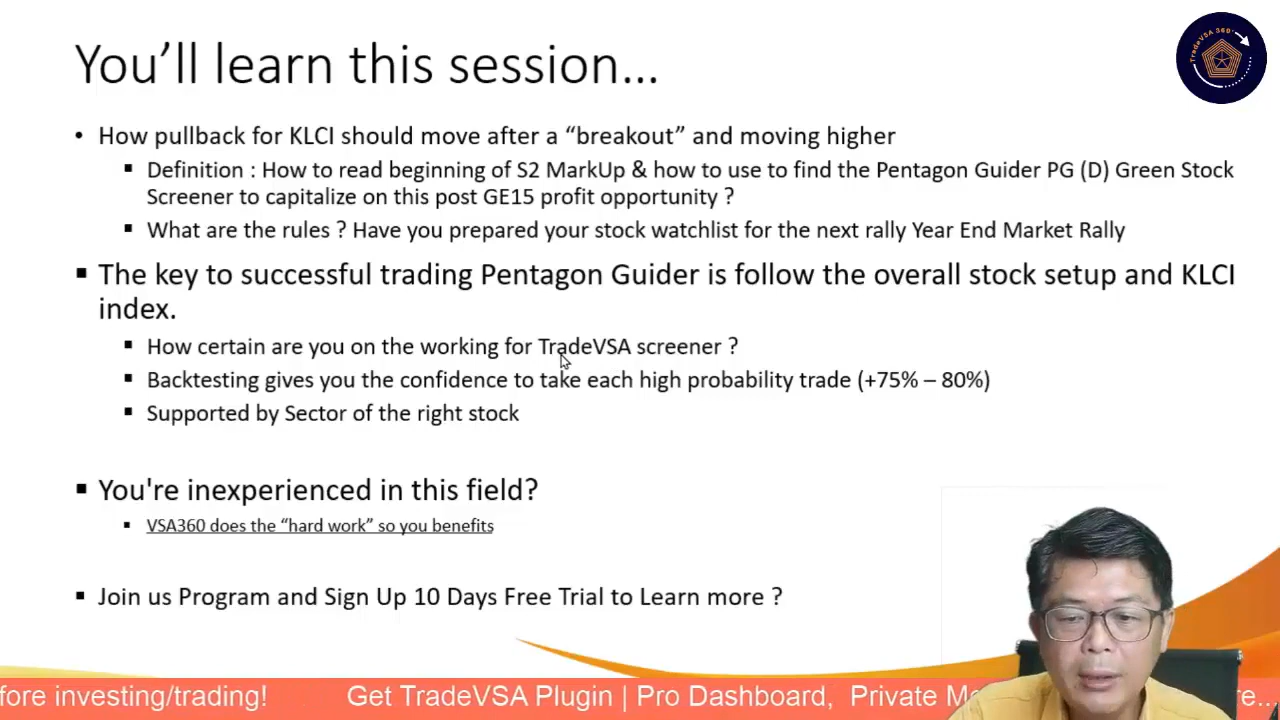 You'll learn this session...
TradeVSA 360°
• How pullback for KLCI should move after a “breakout” and moving higher
▪ Definition : How to read beginning of S2 MarkUp & how to use to find the Pentagon Guider PG (D) Green Stock
Screener to capitalize on this post GE15 profit opportunity ?
▪ What are the rules ? Have you prepared your stock watchlist for the next rally Year End Market Rally
▪ The key to successful trading Pentagon Guider is follow the overall stock setup and KLCI
index.
▪ How certain are you on the working for TradeVSA screener ?
▪ Backtesting gives you the confidence to take each high probability trade (+75% – 80%)
▪ Supported by Sector of the right stock
▪ You're inexperienced in this field?
▪ VSA360 does the “hard work” so you benefits
▪ Join us Program and Sign Up 10 Days Free Trial to Learn more ?
fore investing/trading! Get TradeVSA Plugin | Pro Dashboard, Private M re...